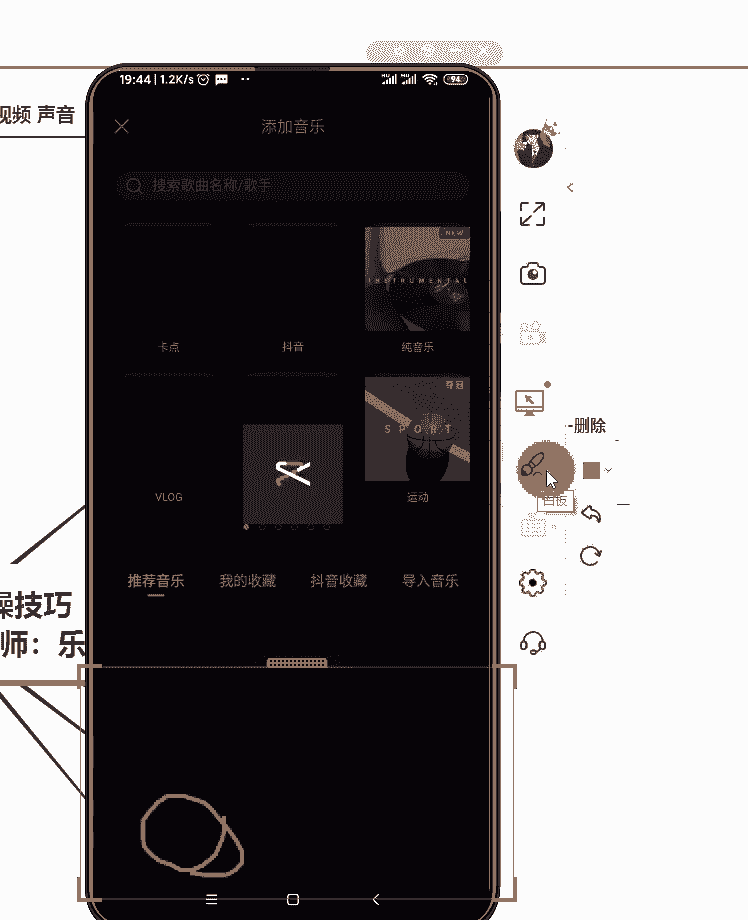 19:44 | 1.2K/s
94
视频 声音
添加音乐
搜索歌曲名称/歌手
NEW
INSTRUMENTAL
卡点
抖音
纯音乐
SPORT
VLOG
运动
-删除
白板
推荐音乐
我的收藏
抖音收藏
导入音乐
操技巧
师：乐